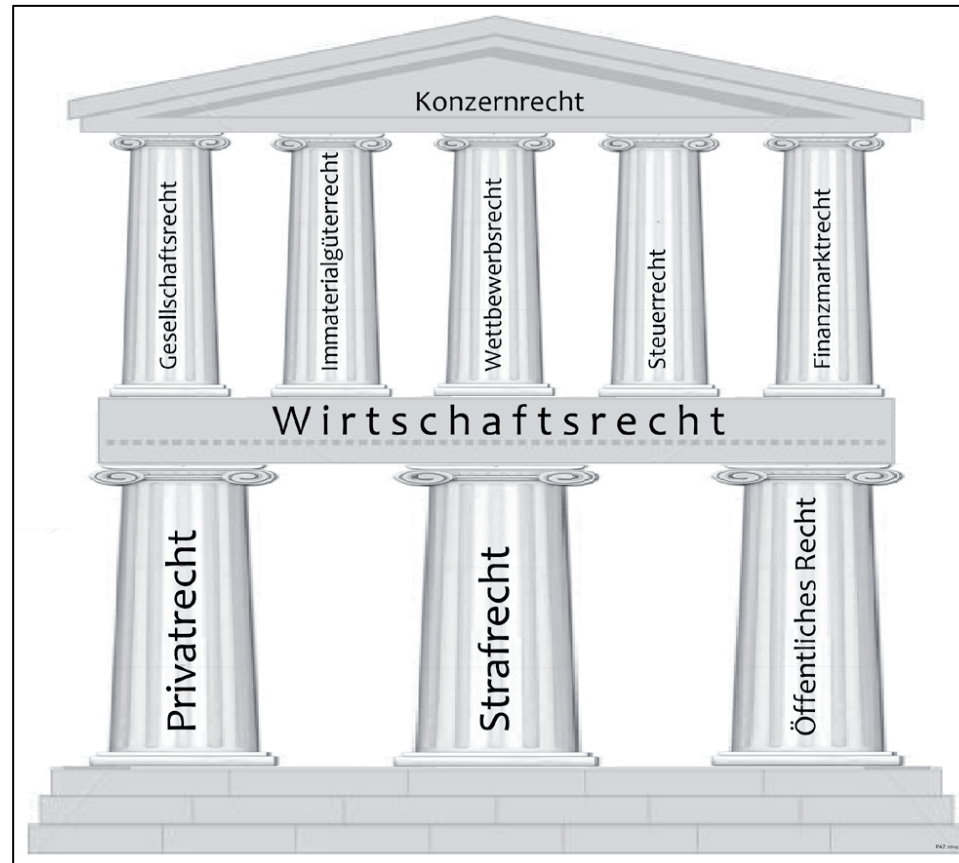 Konzernrecht
Gesellschaftsrecht
Immaterialgüterrecht
Wettbewerbsrecht
Steuerrecht
Finanzmarktrecht
Wirtschaftsrecht
Privatrecht
Strafrecht
Öffentliches Recht